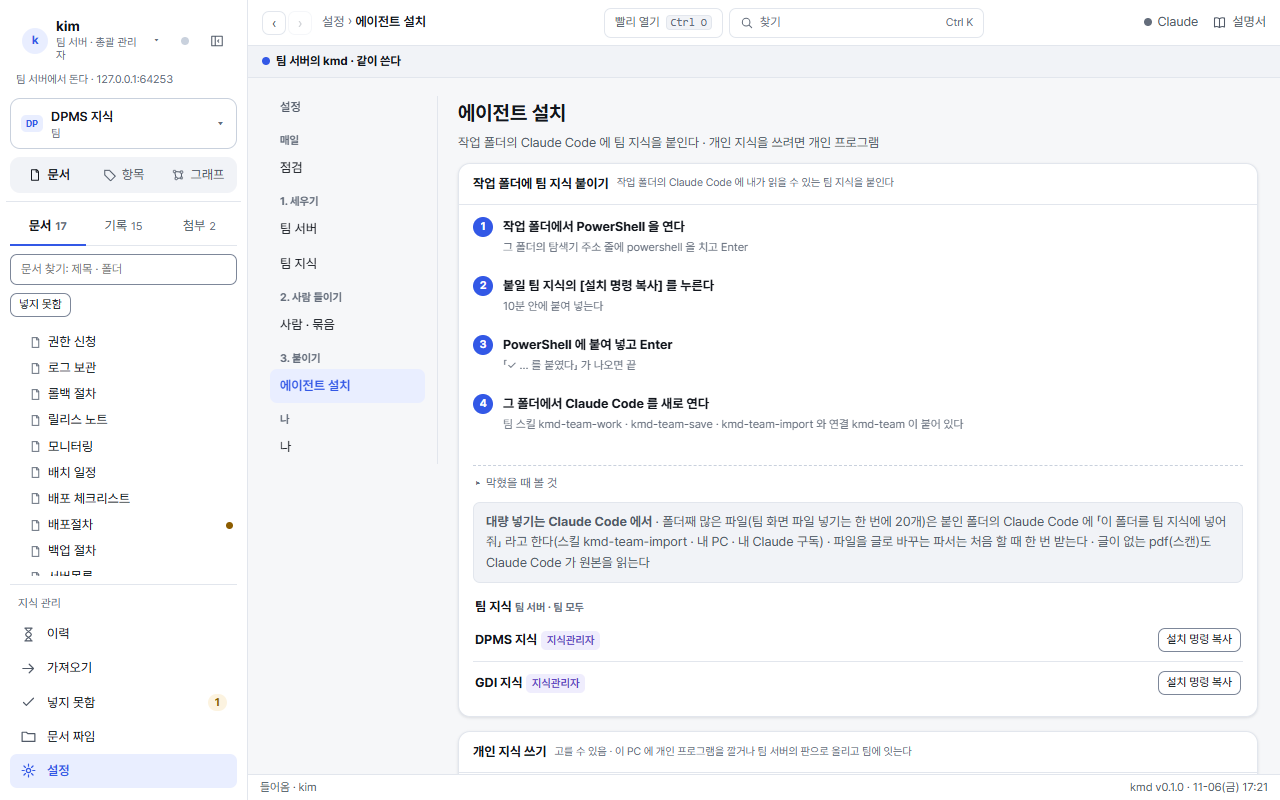 k
kim
팀 서버 · 총괄 관리자
팀 서버에서 돈다 · 127.0.0.1:64253
DP
DPMS 지식
팀
문서
항목
그래프
문서 17
기록 15
첨부 2
문서 찾기: 제목 · 폴더
넣지 못함
권한 신청
로그 보관
롤백 절차
릴리스 노트
모니터링
배치 일정
배포 체크리스트
배포절차
백업 절차
지식 관리
이력
가져오기
넣지 못함 1
문서 짜임
설정
설정 › 에이전트 설치
빨리 열기 Ctrl O
찾기 Ctrl K
Claude
설명서
팀 서버의 kmd · 같이 쓴다
설정
매일
점검
1. 세우기
팀 서버
팀 지식
2. 사람 들이기
사람 · 묶음
3. 붙이기
에이전트 설치
나
나
에이전트 설치
작업 폴더의 Claude Code 에 팀 지식을 붙인다 · 개인 지식을 쓰려면 개인 프로그램
작업 폴더에 팀 지식 붙이기 작업 폴더의 Claude Code 에 내가 읽을 수 있는 팀 지식을 붙인다
1 작업 폴더에서 PowerShell 을 연다
그 폴더의 탐색기 주소 줄에 powershell 을 치고 Enter
2 붙일 팀 지식의 [설치 명령 복사] 를 누른다
10분 안에 붙여 넣는다
3 PowerShell 에 붙여 넣고 Enter
「✓ … 를 붙였다」 가 나오면 끝
4 그 폴더에서 Claude Code 를 새로 연다
팀 스킬 kmd-team-work · kmd-team-save · kmd-team-import 와 연결 kmd-team 이 붙어 있다
▸ 막혔을 때 볼 것
대량 넣기는 Claude Code 에서 · 폴더째 많은 파일(팀 화면 파일 넣기는 한 번에 20개)은 붙인 폴더의 Claude Code 에 「이 폴더를 팀 지식에 넣어
줘」 라고 한다(스킬 kmd-team-import · 내 PC · 내 Claude 구독) · 파일을 글로 바꾸는 파서는 처음 할 때 한 번 받는다 · 글이 없는 pdf(스캔)도
Claude Code 가 원본을 읽는다
팀 지식 팀 서버 · 팀 모두
DPMS 지식 지식관리자 설치 명령 복사
GDI 지식 지식관리자 설치 명령 복사
개인 지식 쓰기 고를 수 있음 · 이 PC 에 개인 프로그램을 깔거나 팀 서버의 판으로 올리고 팀에 잇는다
들어옴 · kim
kmd v0.1.0 · 11-06(금) 17:21